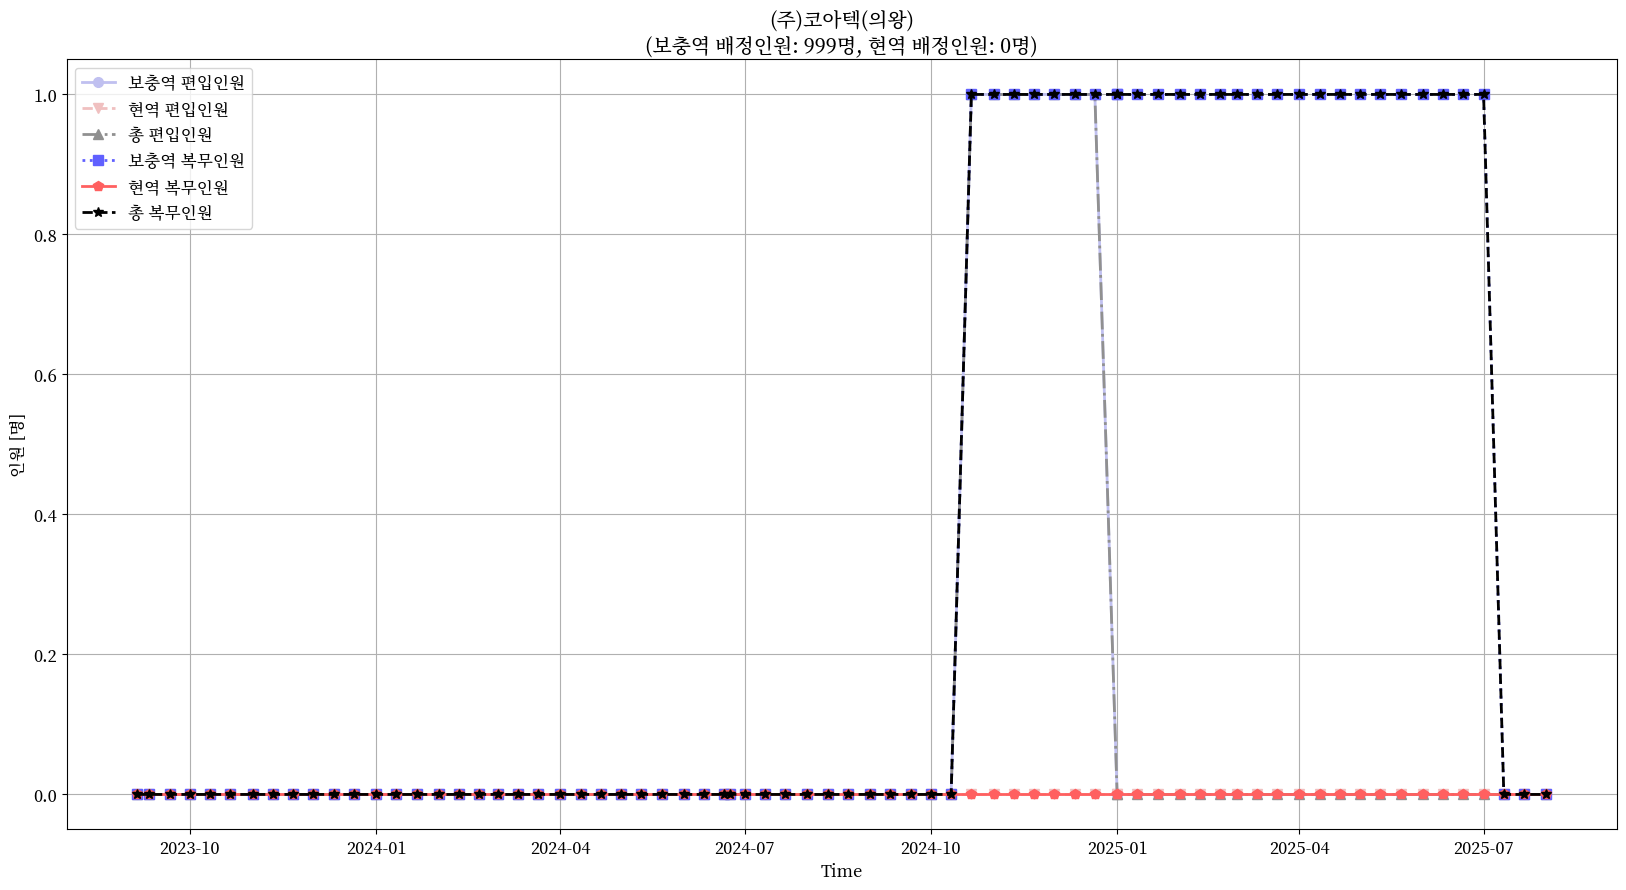 (주)코아텍(의왕)
(보충역 배정인원: 999명, 현역 배정인원: 0명)
보충역 편입인원
현역 편입인원
총 편입인원
보충역 복무인원
현역 복무인원
총 복무인원
1.0
0.8
0.6
0.4
0.2
0.0
인원 [명]
2023-10
2024-01
2024-04
2024-07
2024-10
2025-01
2025-04
2025-07
Time